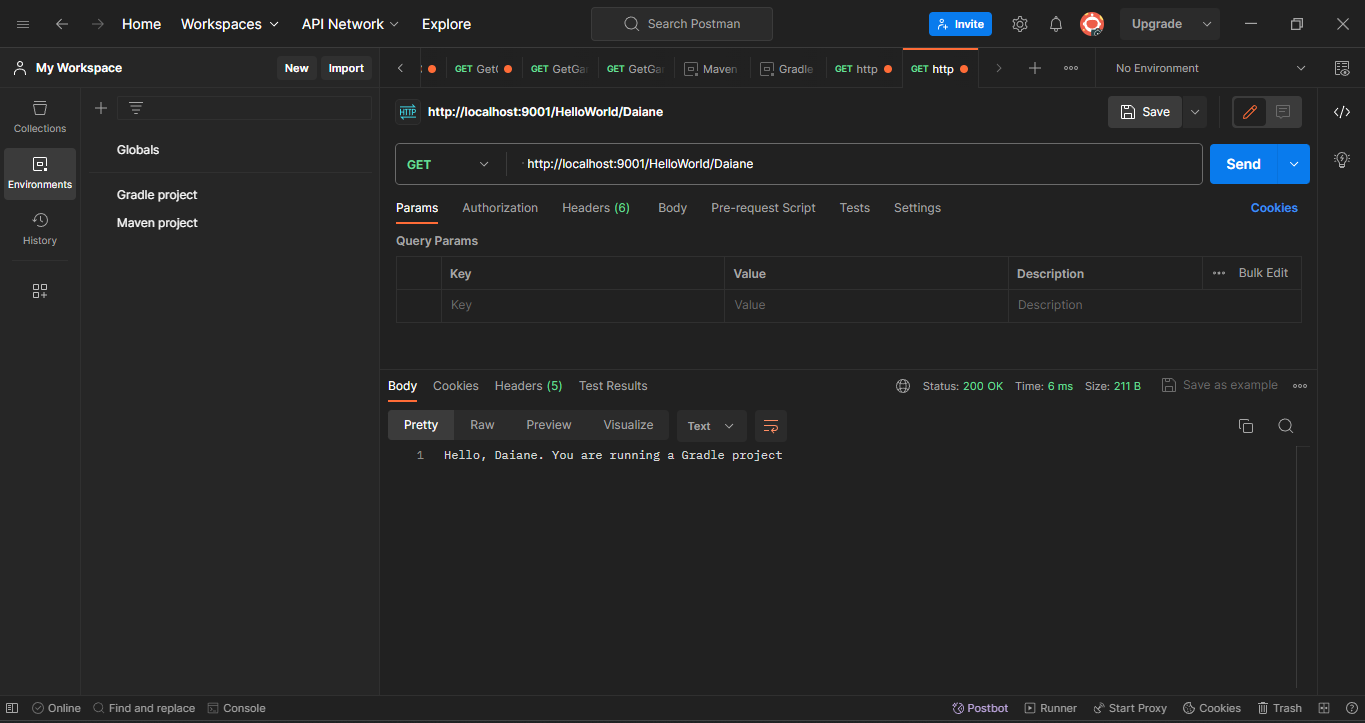 Home Workspaces API Network Explore Search Postman Invite Upgrade
My Workspace New Import GET Get GET GetGa GET GetGa Maven Gradle GET http GET http No Environment
Collections
Environments
History
Globals
Gradle project
Maven project
HTTP http://localhost:9001/HelloWorld/Daiane Save
GET http://localhost:9001/HelloWorld/Daiane Send
Params Authorization Headers (6) Body Pre-request Script Tests Settings Cookies
Query Params
Key Value Description Bulk Edit
Key Value Description
Body Cookies Headers (5) Test Results Status: 200 OK Time: 6 ms Size: 211 B Save as example
Pretty Raw Preview Visualize Text
1 Hello, Daiane. You are running a Gradle project
Online Find and replace Console Postbot Runner Start Proxy Cookies Trash